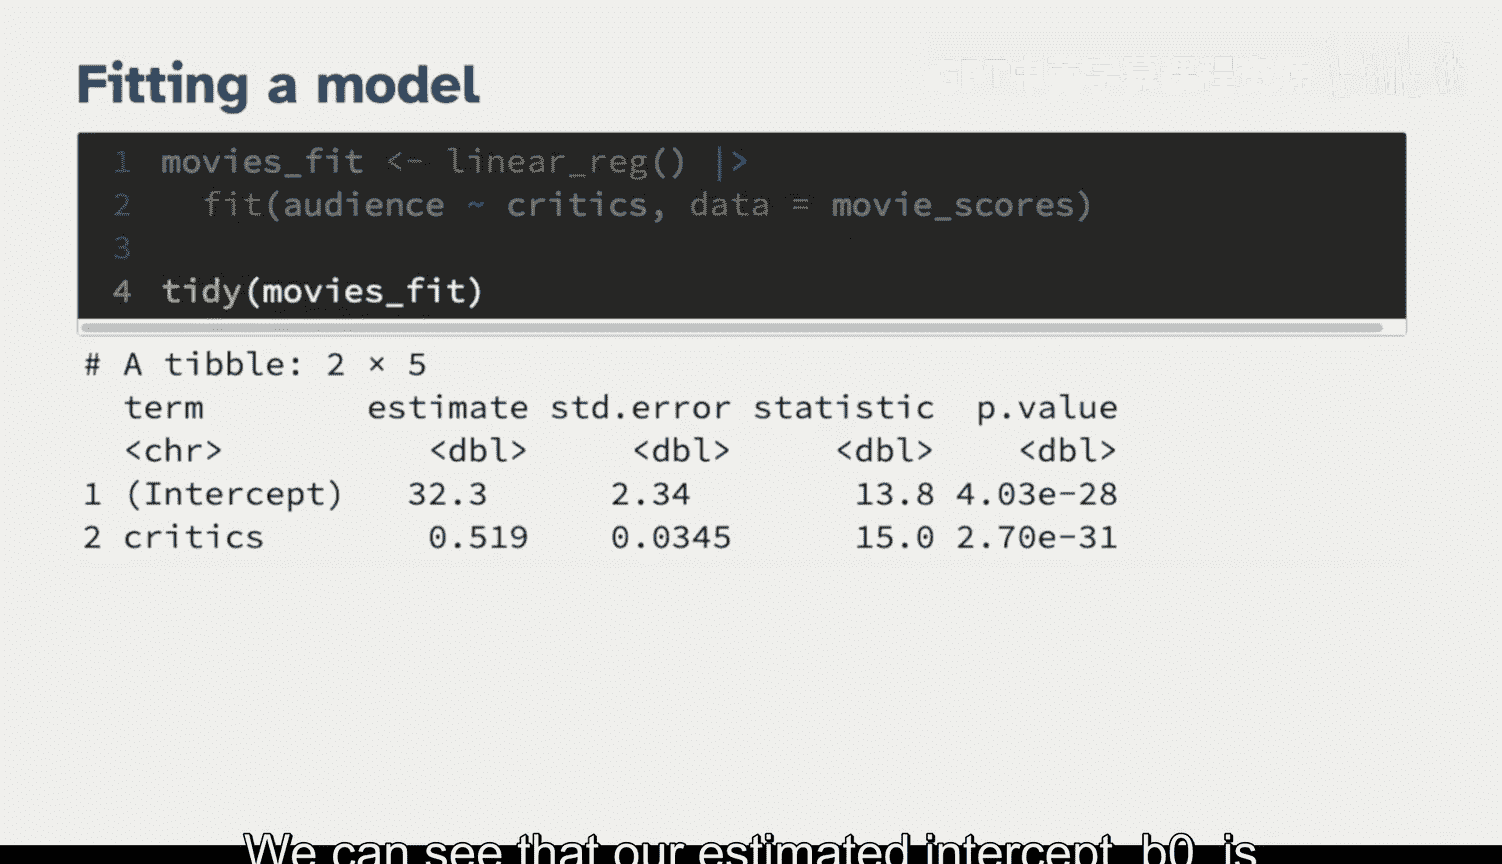 Fitting a model
1 movies_fit <- linear_reg() |>
2   fit(audience ~ critics, data = movie_scores)
3
4 tidy(movies_fit)
# A tibble: 2 × 5
  term        estimate std.error statistic  p.value
  <chr>          <dbl>     <dbl>     <dbl>    <dbl>
1 (Intercept)   32.3      2.34        13.8 4.03e-28
2 critics        0.519    0.0345      15.0 2.70e-31
We can see that our estimated intercept, b0, is